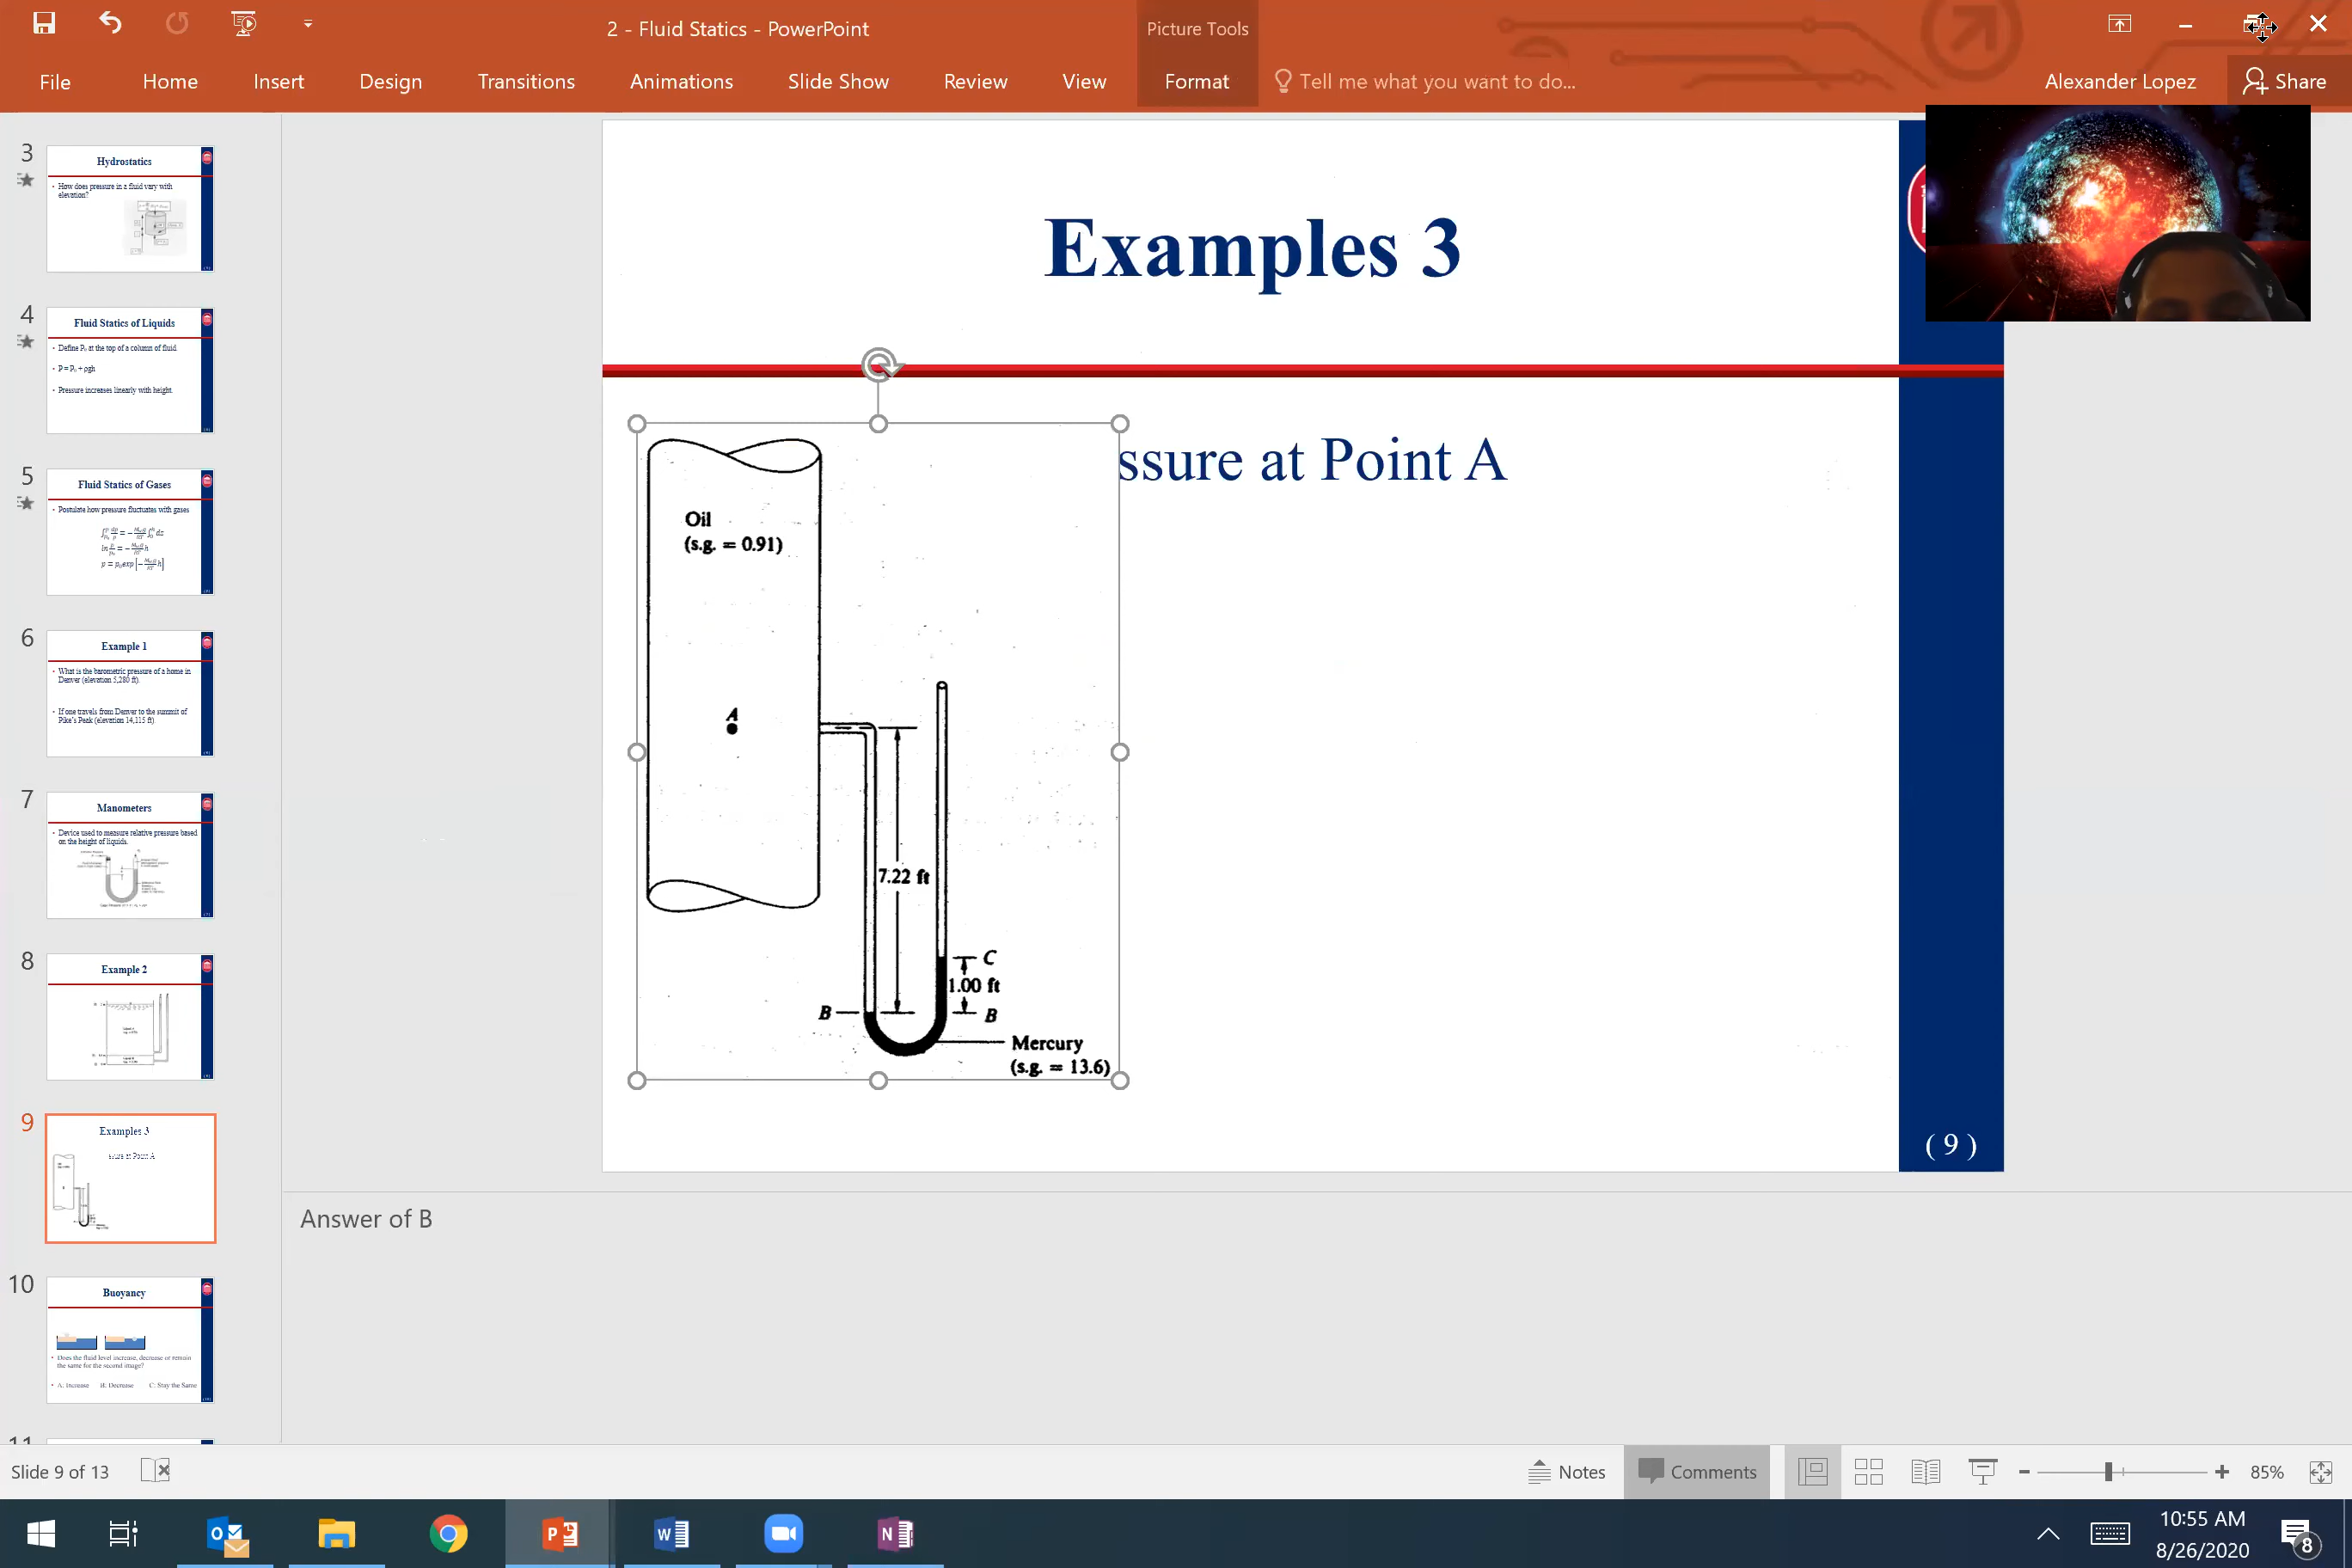 2 - Fluid Statics - PowerPoint
Picture Tools
File Home Insert Design Transitions Animations Slide Show Review View Format Tell me what you want to do... Alexander Lopez Share
3
Hydrostatics
• How does pressure in a fluid vary with
elevation?
4
Fluid Statics of Liquids
• Define P₀ at the top of a column of fluid
• P = P₀ + ρgh
• Pressure increases linearly with height.
5
Fluid Statics of Gases
• Postulate how pressure fluctuates with gases
6
Example 1
• What is the barometric pressure of a home in
Denver (elevation 5,280 ft).
• If one travels from Denver to the summit of
Pike's Peak (elevation 14,115 ft)
7
Manometers
• Device used to measure relative pressure based
on the height of liquids.
8
Example 2
9
Examples 3
ssure at Point A
10
Buoyancy
• Does the fluid level increase, decrease or remain
the same for the second image?
• A: Increase B: Decrease C: Stay the Same
11
Examples 3
ssure at Point A
Oil
(s.g. = 0.91)
A
7.22 ft
C
1.00 ft
B
B
Mercury
(s.g. = 13.6)
( 9 )
Answer of B
Slide 9 of 13
Notes
Comments
85%
10:55 AM
8/26/2020
8